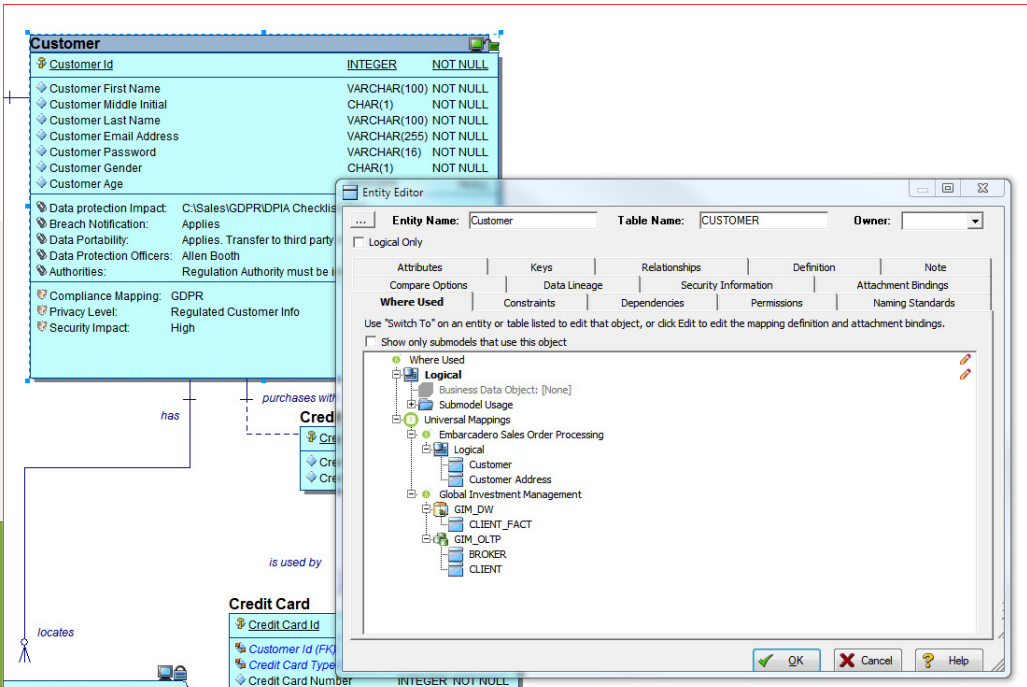 Customer
Customer Id INTEGER NOT NULL
Customer First Name VARCHAR(100) NOT NULL
Customer Middle Initial CHAR(1) NOT NULL
Customer Last Name VARCHAR(100) NOT NULL
Customer Email Address VARCHAR(255) NOT NULL
Customer Password VARCHAR(16) NOT NULL
Customer Gender CHAR(1) NOT NULL
Customer Age
Data protection Impact: C:\Sales\GDPR\DPIA Checklis
Breach Notification: Applies
Data Portability: Applies. Transfer to third party
Data Protection Officers: Allen Booth
Authorities: Regulation Authority must be i
Compliance Mapping: GDPR
Privacy Level: Regulated Customer Info
Security Impact: High
has
purchases with
Cred
Cre
Cre
Cre
is used by
locates
Credit Card
Credit Card Id
Customer Id (FK)
Credit Card Type
Credit Card Number INTEGER NOT NULL
Entity Editor
... Entity Name: Customer Table Name: CUSTOMER Owner:
Logical Only
Attributes Keys Relationships Definition Note
Compare Options Data Lineage Security Information Attachment Bindings
Where Used Constraints Dependencies Permissions Naming Standards
Use "Switch To" on an entity or table listed to edit that object, or click Edit to edit the mapping definition and attachment bindings.
Show only submodels that use this object
Where Used
Logical
Business Data Object: [None]
Submodel Usage
Universal Mappings
Embarcadero Sales Order Processing
Logical
Customer
Customer Address
Global Investment Management
GIM_DW
CLIENT_FACT
GIM_OLTP
BROKER
CLIENT
OK Cancel Help